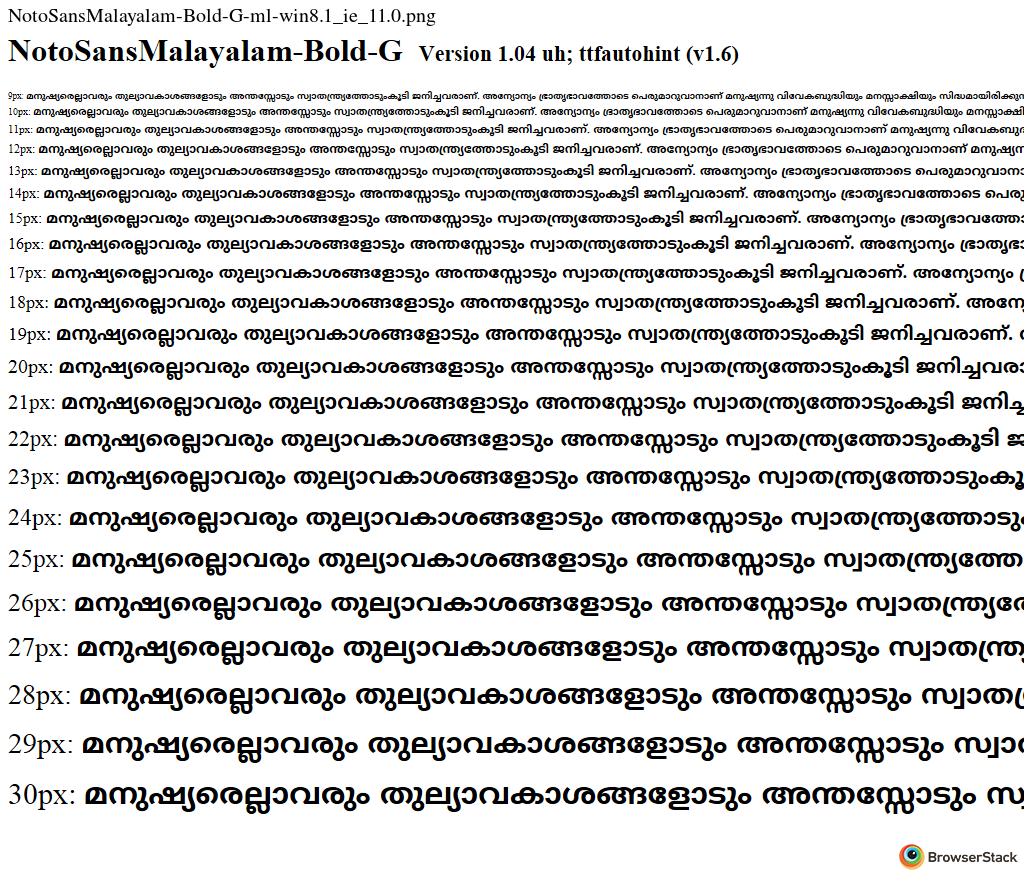 NotoSansMalayalam-Bold-G-ml-win8.1_ie_11.0.png
NotoSansMalayalam-Bold-G Version 1.04 uh; ttfautohint (v1.6)
9px: മനുഷ്യരെല്ലാവരും തുല്യാവകാശങ്ങളോടും അന്തസ്സോടും സ്വാതന്ത്ര്യത്തോടുംകൂടി ജനിച്ചവരാണ്. അന്യോന്യം ഭ്രാതൃഭാവത്തോടെ പെരുമാറുവാനാണ് മനുഷ്യന്നു വിവേകബുദ്ധിയും മനസ്സാക്ഷിയും
10px: മനുഷ്യരെല്ലാവരും തുല്യാവകാശങ്ങളോടും അന്തസ്സോടും സ്വാതന്ത്ര്യത്തോടുംകൂടി ജനിച്ചവരാണ്. അന്യോന്യം ഭ്രാതൃഭാവത്തോടെ പെരുമാറുവാനാണ് മനുഷ്യന്നു വിവേകബുദ്ധിയും
11px: മനുഷ്യരെല്ലാവരും തുല്യാവകാശങ്ങളോടും അന്തസ്സോടും സ്വാതന്ത്ര്യത്തോടുംകൂടി ജനിച്ചവരാണ്. അന്യോന്യം ഭ്രാതൃഭാവത്തോടെ പെരുമാറുവാനാണ് മനുഷ്യന്നു
12px: മനുഷ്യരെല്ലാവരും തുല്യാവകാശങ്ങളോടും അന്തസ്സോടും സ്വാതന്ത്ര്യത്തോടുംകൂടി ജനിച്ചവരാണ്. അന്യോന്യം ഭ്രാതൃഭാവത്തോടെ പെരുമാറുവാനാണ്
13px: മനുഷ്യരെല്ലാവരും തുല്യാവകാശങ്ങളോടും അന്തസ്സോടും സ്വാതന്ത്ര്യത്തോടുംകൂടി ജനിച്ചവരാണ്. അന്യോന്യം ഭ്രാതൃഭാവത്തോടെ
14px: മനുഷ്യരെല്ലാവരും തുല്യാവകാശങ്ങളോടും അന്തസ്സോടും സ്വാതന്ത്ര്യത്തോടുംകൂടി ജനിച്ചവരാണ്. അന്യോന്യം ഭ്രാതൃഭാവത്തോടെ
15px: മനുഷ്യരെല്ലാവരും തുല്യാവകാശങ്ങളോടും അന്തസ്സോടും സ്വാതന്ത്ര്യത്തോടുംകൂടി ജനിച്ചവരാണ്. അന്യോന്യം
16px: മനുഷ്യരെല്ലാവരും തുല്യാവകാശങ്ങളോടും അന്തസ്സോടും സ്വാതന്ത്ര്യത്തോടുംകൂടി ജനിച്ചവരാണ്. അന്യോന്യം
17px: മനുഷ്യരെല്ലാവരും തുല്യാവകാശങ്ങളോടും അന്തസ്സോടും സ്വാതന്ത്ര്യത്തോടുംകൂടി ജനിച്ചവരാണ്. അന്യോന്യം
18px: മനുഷ്യരെല്ലാവരും തുല്യാവകാശങ്ങളോടും അന്തസ്സോടും സ്വാതന്ത്ര്യത്തോടുംകൂടി ജനിച്ചവരാണ്.
19px: മനുഷ്യരെല്ലാവരും തുല്യാവകാശങ്ങളോടും അന്തസ്സോടും സ്വാതന്ത്ര്യത്തോടുംകൂടി ജനിച്ചവരാണ്.
20px: മനുഷ്യരെല്ലാവരും തുല്യാവകാശങ്ങളോടും അന്തസ്സോടും സ്വാതന്ത്ര്യത്തോടുംകൂടി ജനിച്ചവരാ
21px: മനുഷ്യരെല്ലാവരും തുല്യാവകാശങ്ങളോടും അന്തസ്സോടും സ്വാതന്ത്ര്യത്തോടുംകൂടി ജനിച്ച
22px: മനുഷ്യരെല്ലാവരും തുല്യാവകാശങ്ങളോടും അന്തസ്സോടും സ്വാതന്ത്ര്യത്തോടുംകൂടി
23px: മനുഷ്യരെല്ലാവരും തുല്യാവകാശങ്ങളോടും അന്തസ്സോടും സ്വാതന്ത്ര്യത്തോടുംകൂ
24px: മനുഷ്യരെല്ലാവരും തുല്യാവകാശങ്ങളോടും അന്തസ്സോടും സ്വാതന്ത്ര്യത്തോടു
25px: മനുഷ്യരെല്ലാവരും തുല്യാവകാശങ്ങളോടും അന്തസ്സോടും സ്വാതന്ത്ര്യത്തേ
26px: മനുഷ്യരെല്ലാവരും തുല്യാവകാശങ്ങളോടും അന്തസ്സോടും സ്വാതന്ത്ര്യ
27px: മനുഷ്യരെല്ലാവരും തുല്യാവകാശങ്ങളോടും അന്തസ്സോടും സ്വാതന്ത്ര്യ
28px: മനുഷ്യരെല്ലാവരും തുല്യാവകാശങ്ങളോടും അന്തസ്സോടും സ്വാത
29px: മനുഷ്യരെല്ലാവരും തുല്യാവകാശങ്ങളോടും അന്തസ്സോടും സ്വാ
30px: മനുഷ്യരെല്ലാവരും തുല്യാവകാശങ്ങളോടും അന്തസ്സോടും
BrowserStack